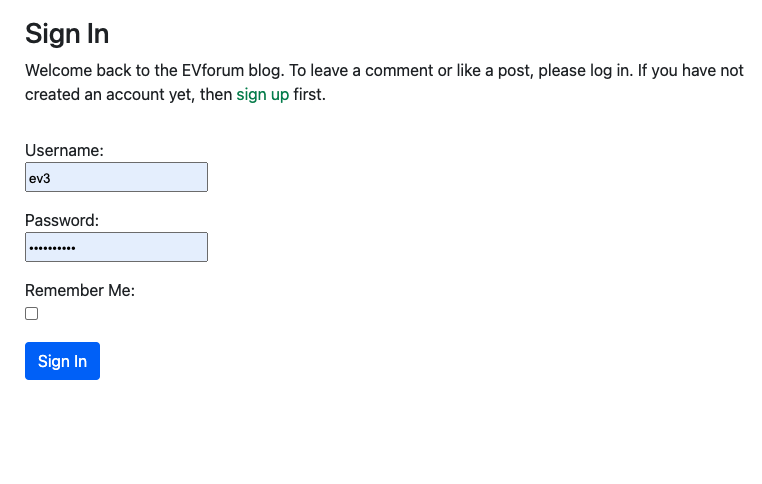 Sign In
Welcome back to the EVforum blog. To leave a comment or like a post, please log in. If you have not
created an account yet, then sign up first.
Username:
ev3
Password:
••••••••••
Remember Me:
Sign In